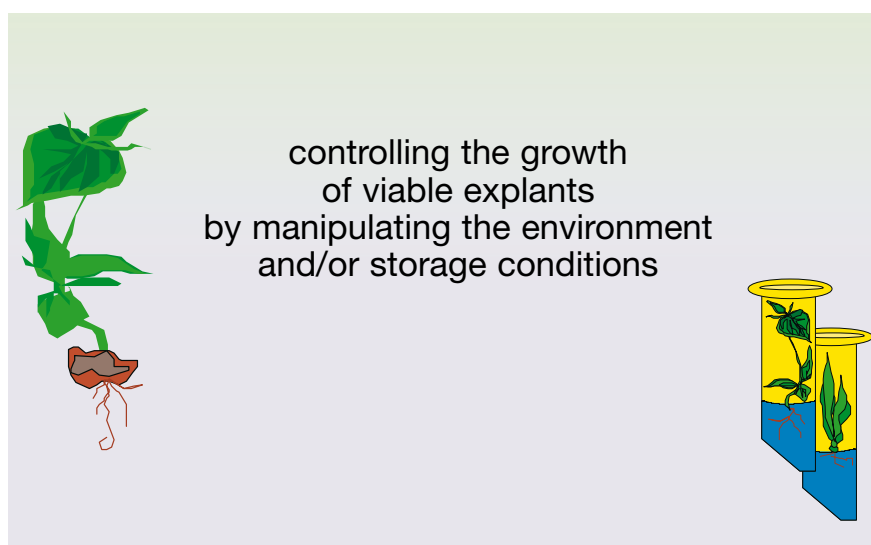 controlling the growth
of viable explants
by manipulating the environment
and/or storage conditions